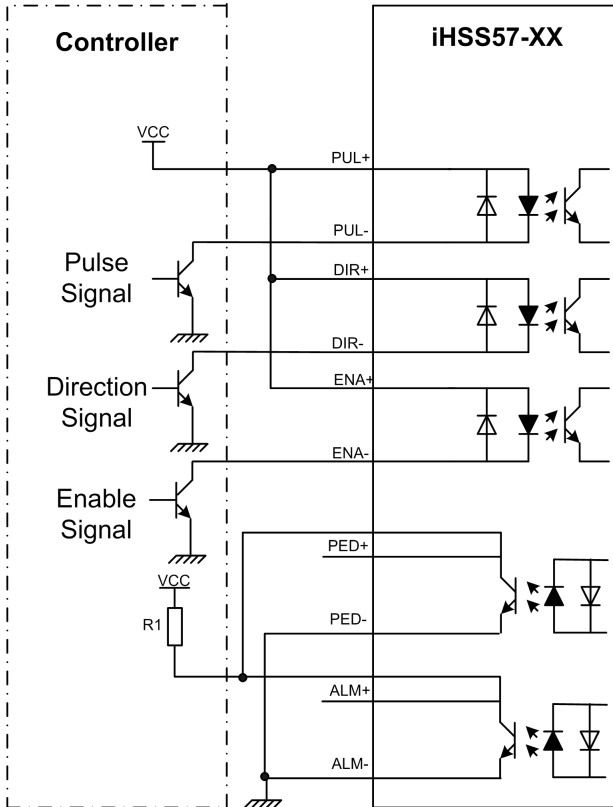 Controller
iHSS57-XX
VCC
PUL+
PUL-
Pulse
Signal
DIR+
DIR-
Direction
Signal
ENA+
ENA-
Enable
Signal
PED+
VCC
R1
PED-
ALM+
ALM-